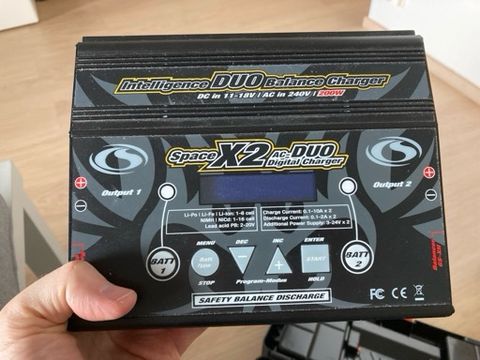 Intelligence DUO Balance Charger
DC in 11-18V | AC in 240V | 200W
Space X2 AC-DUO
Digital Charger
Output 1
Output 2
Li-Po | Li-Fe | Li-Ion: 1-6 cell
NiMH | NiCd: 1-16 cell
Lead acid PB: 2-20V
Charge Current: 0.1-10A x 2
Discharge Current: 0.1-2A x 2
Additional Power Supply: 3-24V x 2
MENU
DEC
INC
ENTER
BATT
1
Batt
Type
START
BATT
2
STOP
Program-Modus
HOLD
SAFETY BALANCE DISCHARGE
FC CE